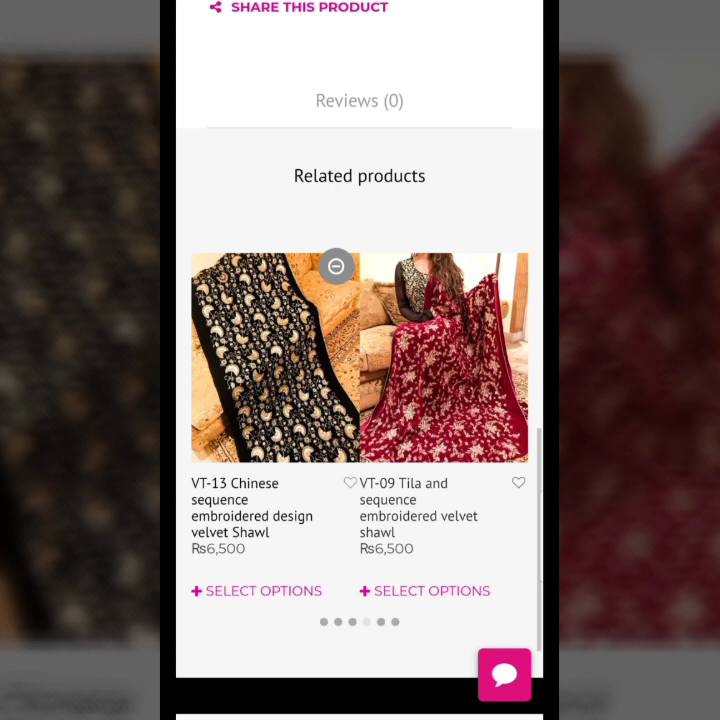 SHARE THIS PRODUCT
Reviews (0)
Related products
VT-13 Chinese
sequence
embroidered design
velvet Shawl
₨6,500
SELECT OPTIONS
VT-09 Tila and
sequence
embroidered velvet
shawl
₨6,500
SELECT OPTIONS